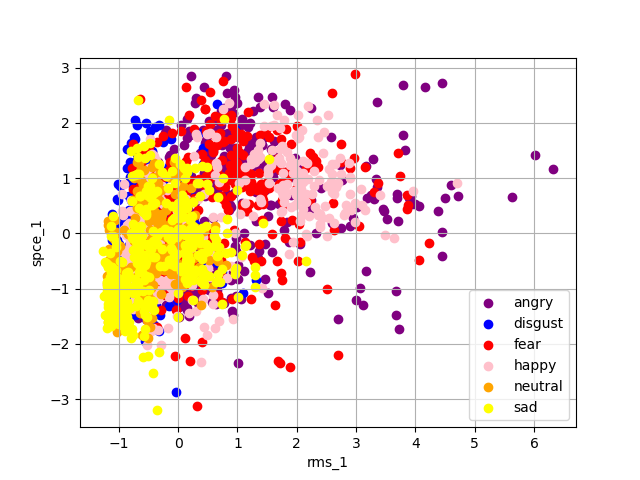 3
2
1
0
−1
−2
−3
spce_1
−1 0 1 2 3 4 5 6
rms_1
angry
disgust
fear
happy
neutral
sad